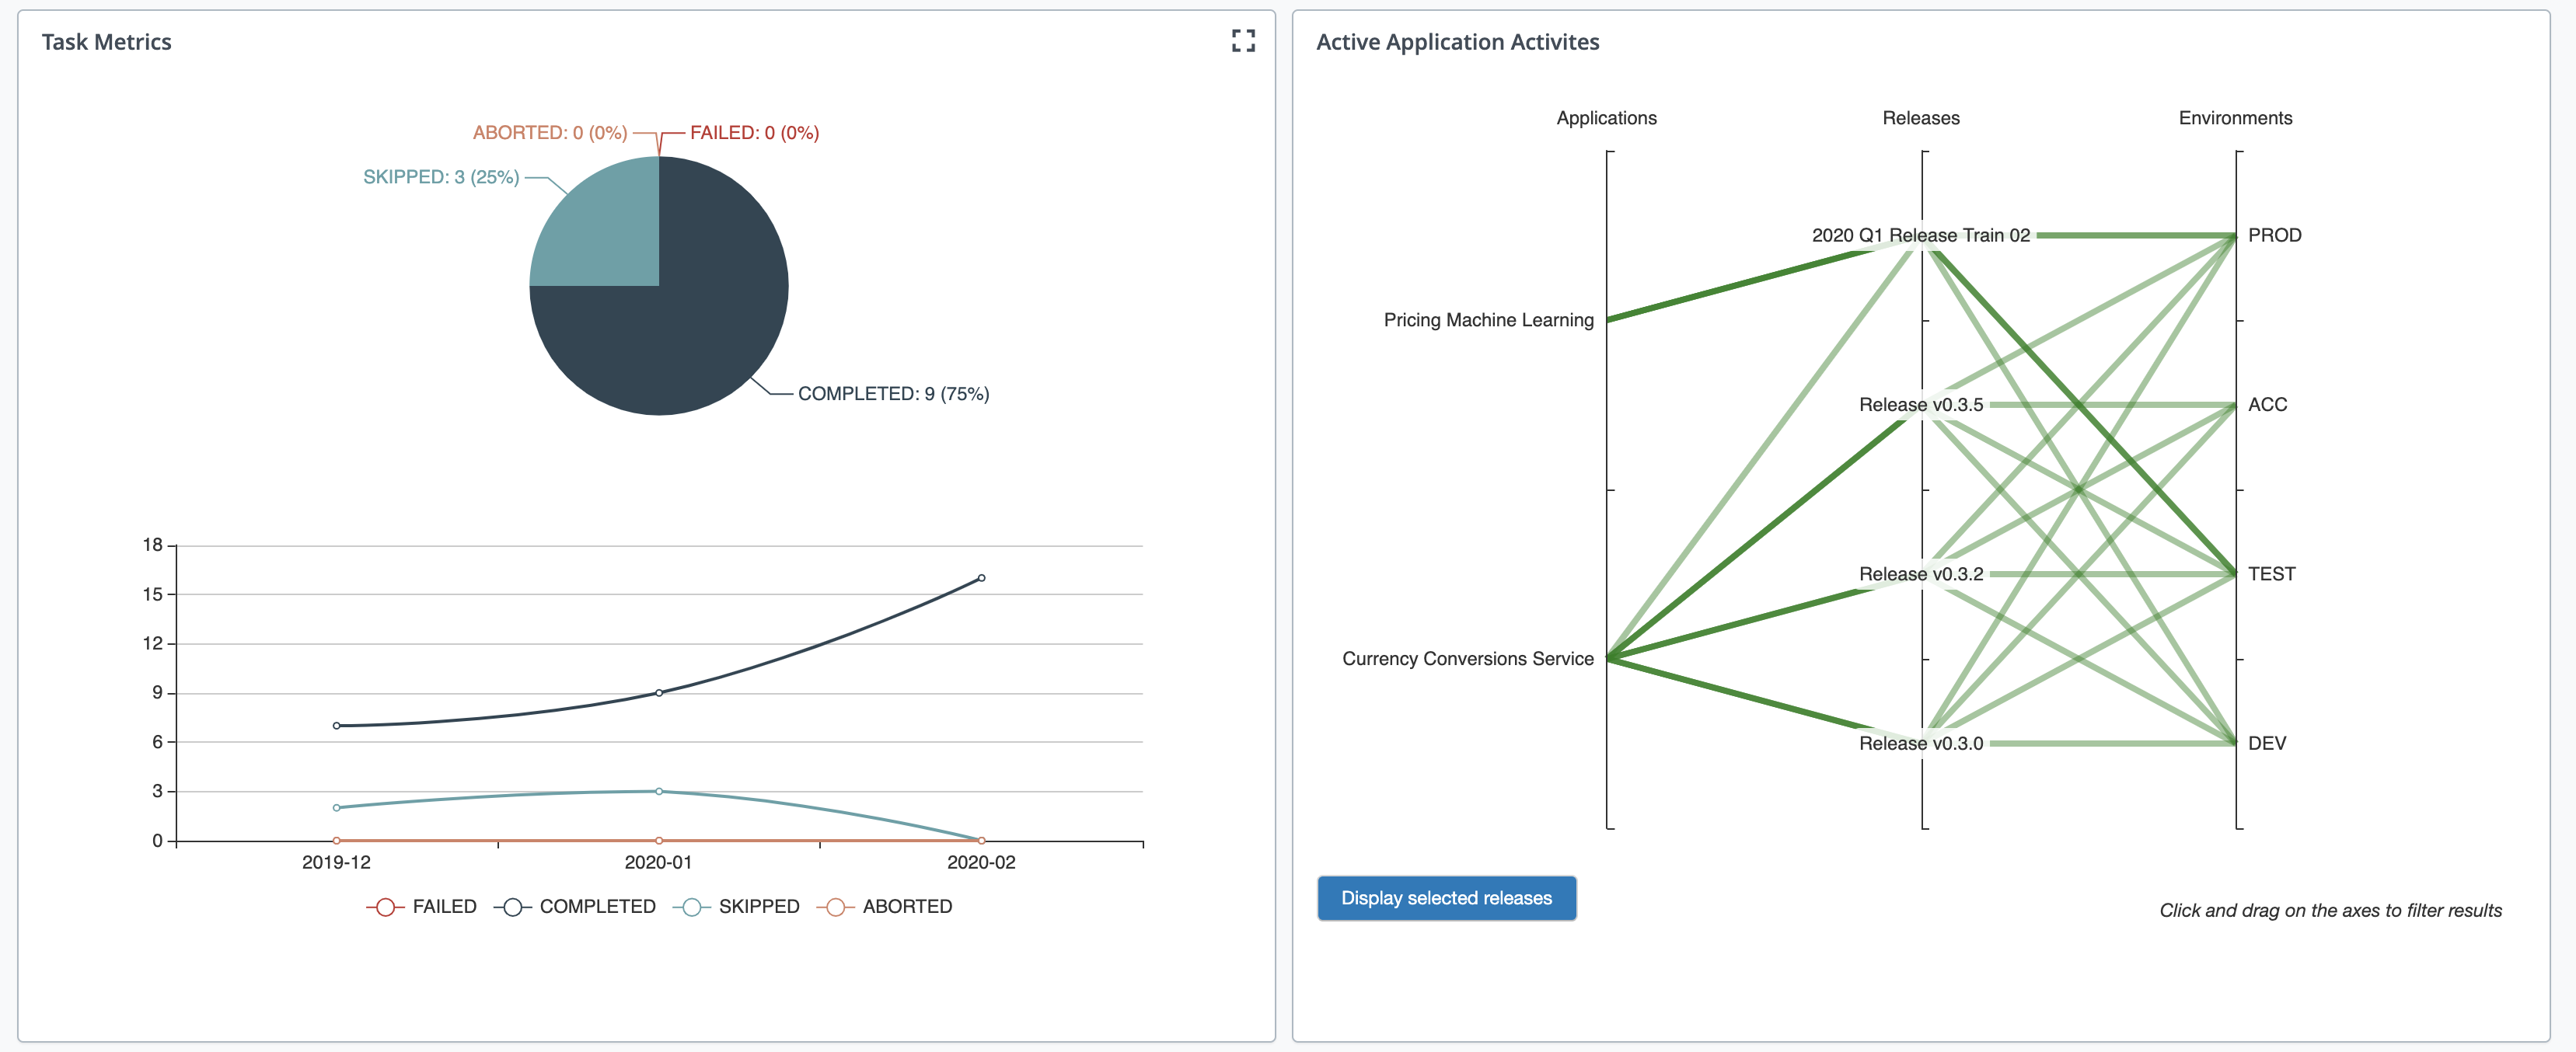 Task Metrics
ABORTED: 0 (0%)
FAILED: 0 (0%)
SKIPPED: 3 (25%)
COMPLETED: 9 (75%)
18
15
12
9
6
3
0
2019-12
2020-01
2020-02
FAILED
COMPLETED
SKIPPED
ABORTED
Active Application Activites
Applications
Releases
Environments
2020 Q1 Release Train 02
PROD
Pricing Machine Learning
Release v0.3.5
ACC
Release v0.3.2
TEST
Currency Conversions Service
Release v0.3.0
DEV
Display selected releases
Click and drag on the axes to filter results